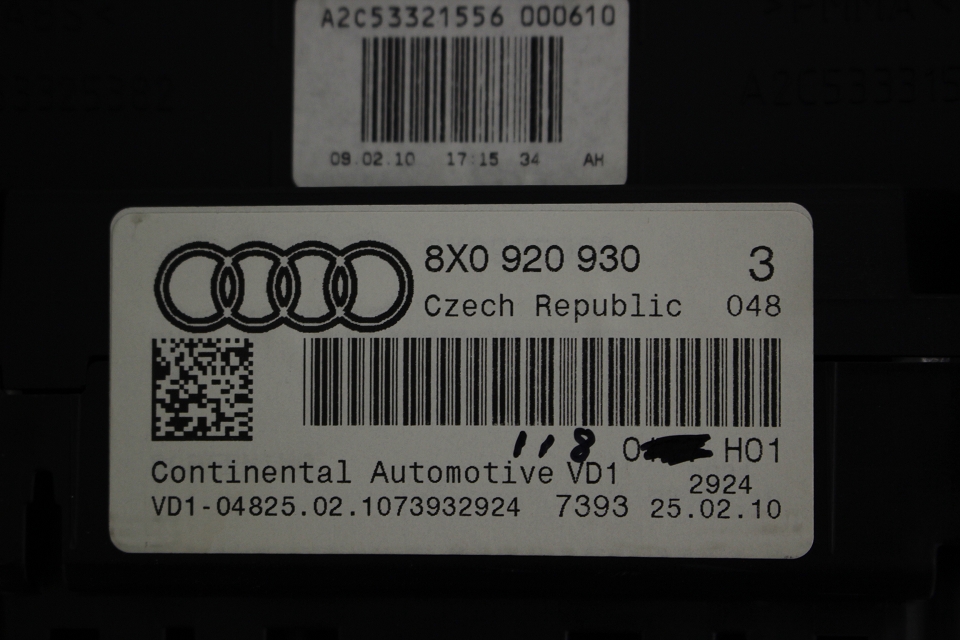 A2C53321556 000610
09.02.10 17:15 34 AH
8X0 920 930 3
Czech Republic 048
118 0 H01
Continental Automotive VD1
2924
VD1-04825.02.1073932924 7393 25.02.10